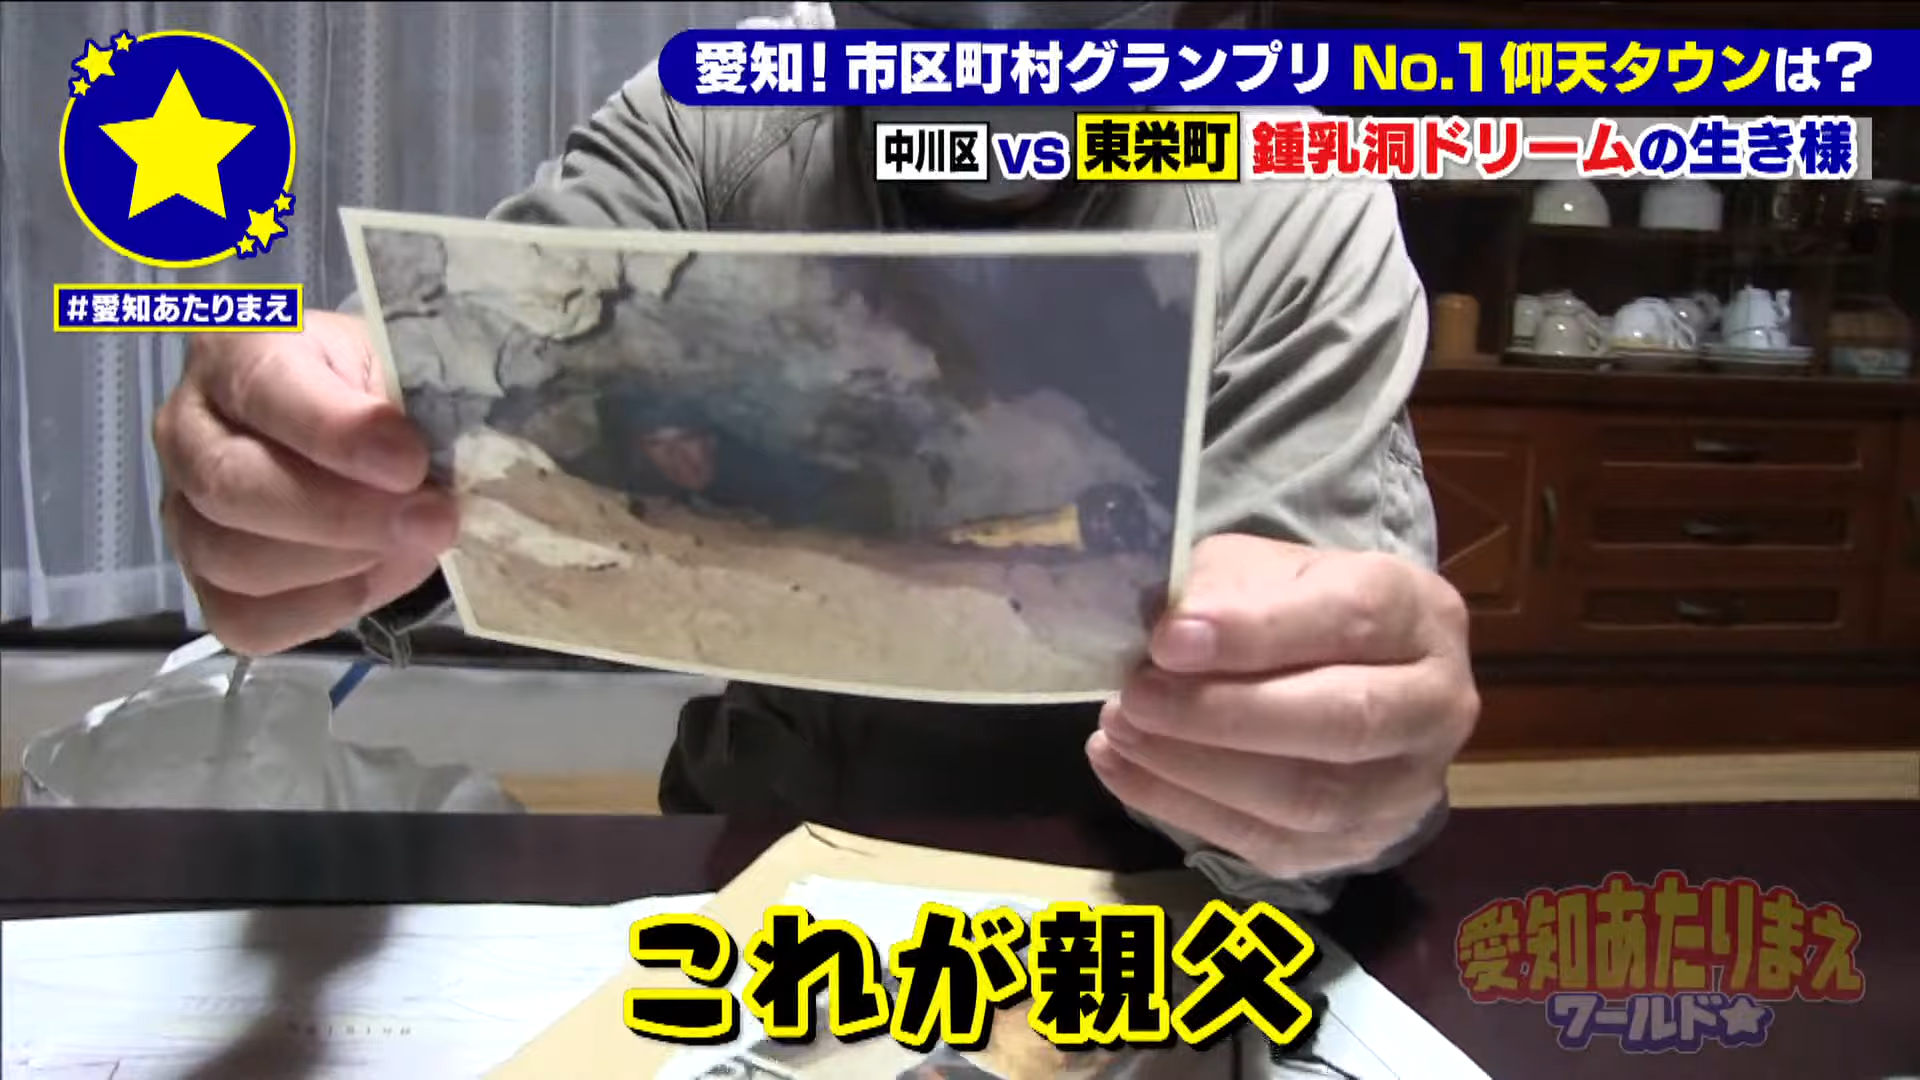 愛知!市区町村グランプリ No.1仰天タウンは?
中川区 vs 東栄町 鍾乳洞ドリームの生き様
#愛知あたりまえ
これが親父
愛知あたりまえ
ワールド☆